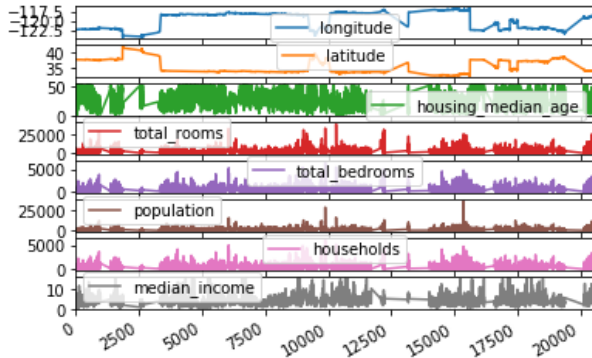 −117.5
−120.0
−122.5
longitude
40
35
latitude
50
0
housing_median_age
25000
0
total_rooms
5000
0
total_bedrooms
25000
0
population
5000
0
households
10
0
median_income
0 2500 5000 7500 10000 12500 15000 17500 20000